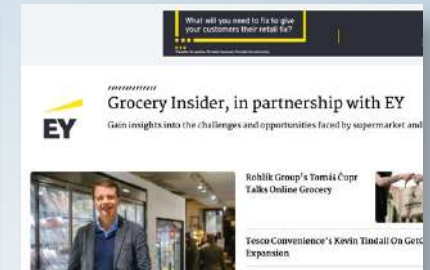 What will you need to fix to give
your customers their retail fix?
EY
Grocery Insider, in partnership with EY
Gain insights into the challenges and opportunities faced by supermarket and
Rohlik Group's Tomáš Čupr
Talks Online Grocery
Tesco Convenience's Kevin Tindall On Get
Expansion